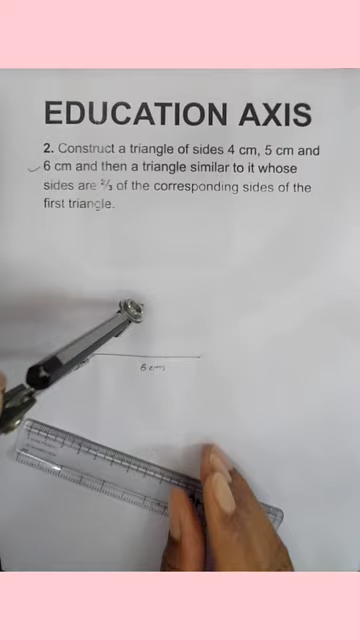 EDUCATION AXIS
2. Construct a triangle of sides 4 cm, 5 cm and
6 cm and then a triangle similar to it whose
sides are ⅔ of the corresponding sides of the
first triangle.
6 cm